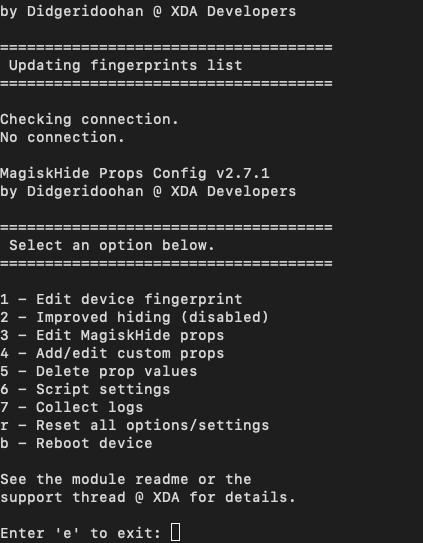 by Didgeridoohan @ XDA Developers
=====================================
Updating fingerprints list
=====================================
Checking connection.
No connection.
MagiskHide Props Config v2.7.1
by Didgeridoohan @ XDA Developers
=====================================
Select an option below.
=====================================
1 - Edit device fingerprint
2 - Improved hiding (disabled)
3 - Edit MagiskHide props
4 - Add/edit custom props
5 - Delete prop values
6 - Script settings
7 - Collect logs
r - Reset all options/settings
b - Reboot device
See the module readme or the
support thread @ XDA for details.
Enter 'e' to exit: